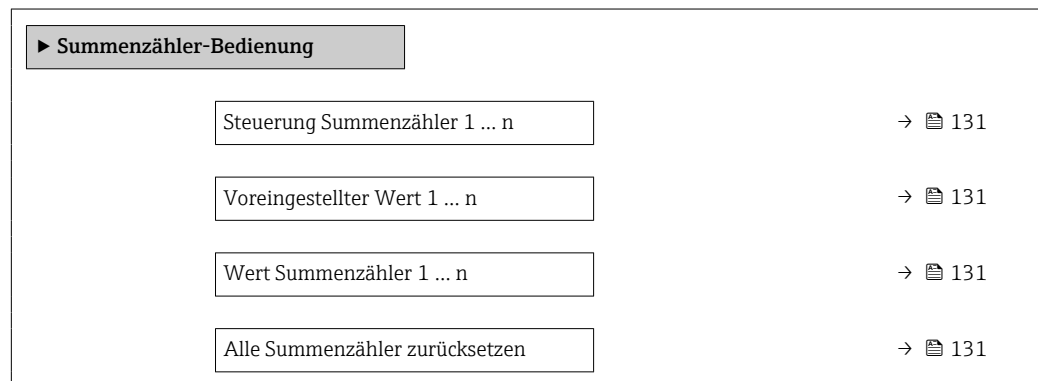 ▶ Summenzähler-Bedienung
Steuerung Summenzähler 1 … n → 131
Voreingestellter Wert 1 … n → 131
Wert Summenzähler 1 … n → 131
Alle Summenzähler zurücksetzen → 131